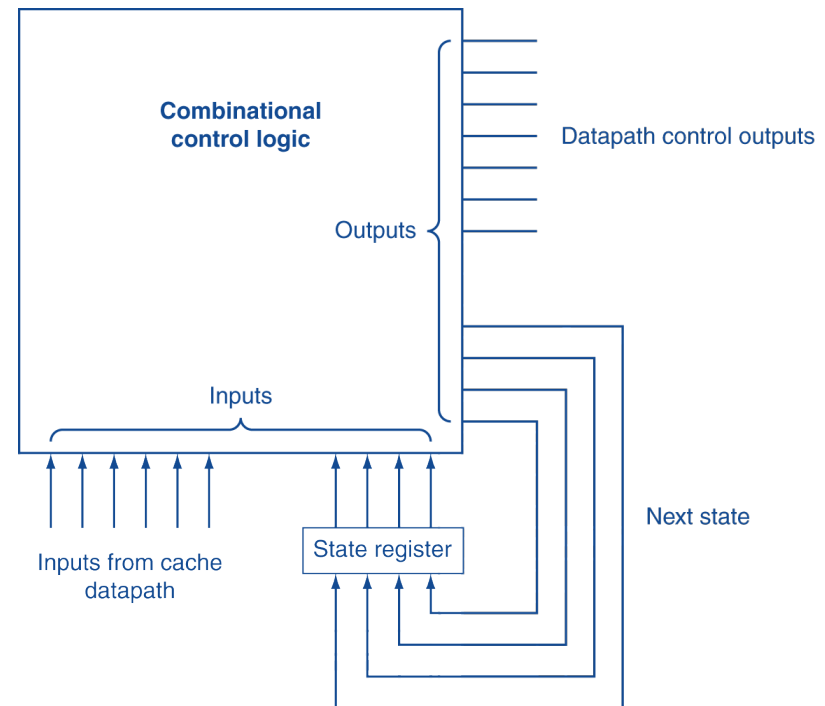 Combinational
control logic
Datapath control outputs
Outputs
Inputs
Next state
State register
Inputs from cache
datapath